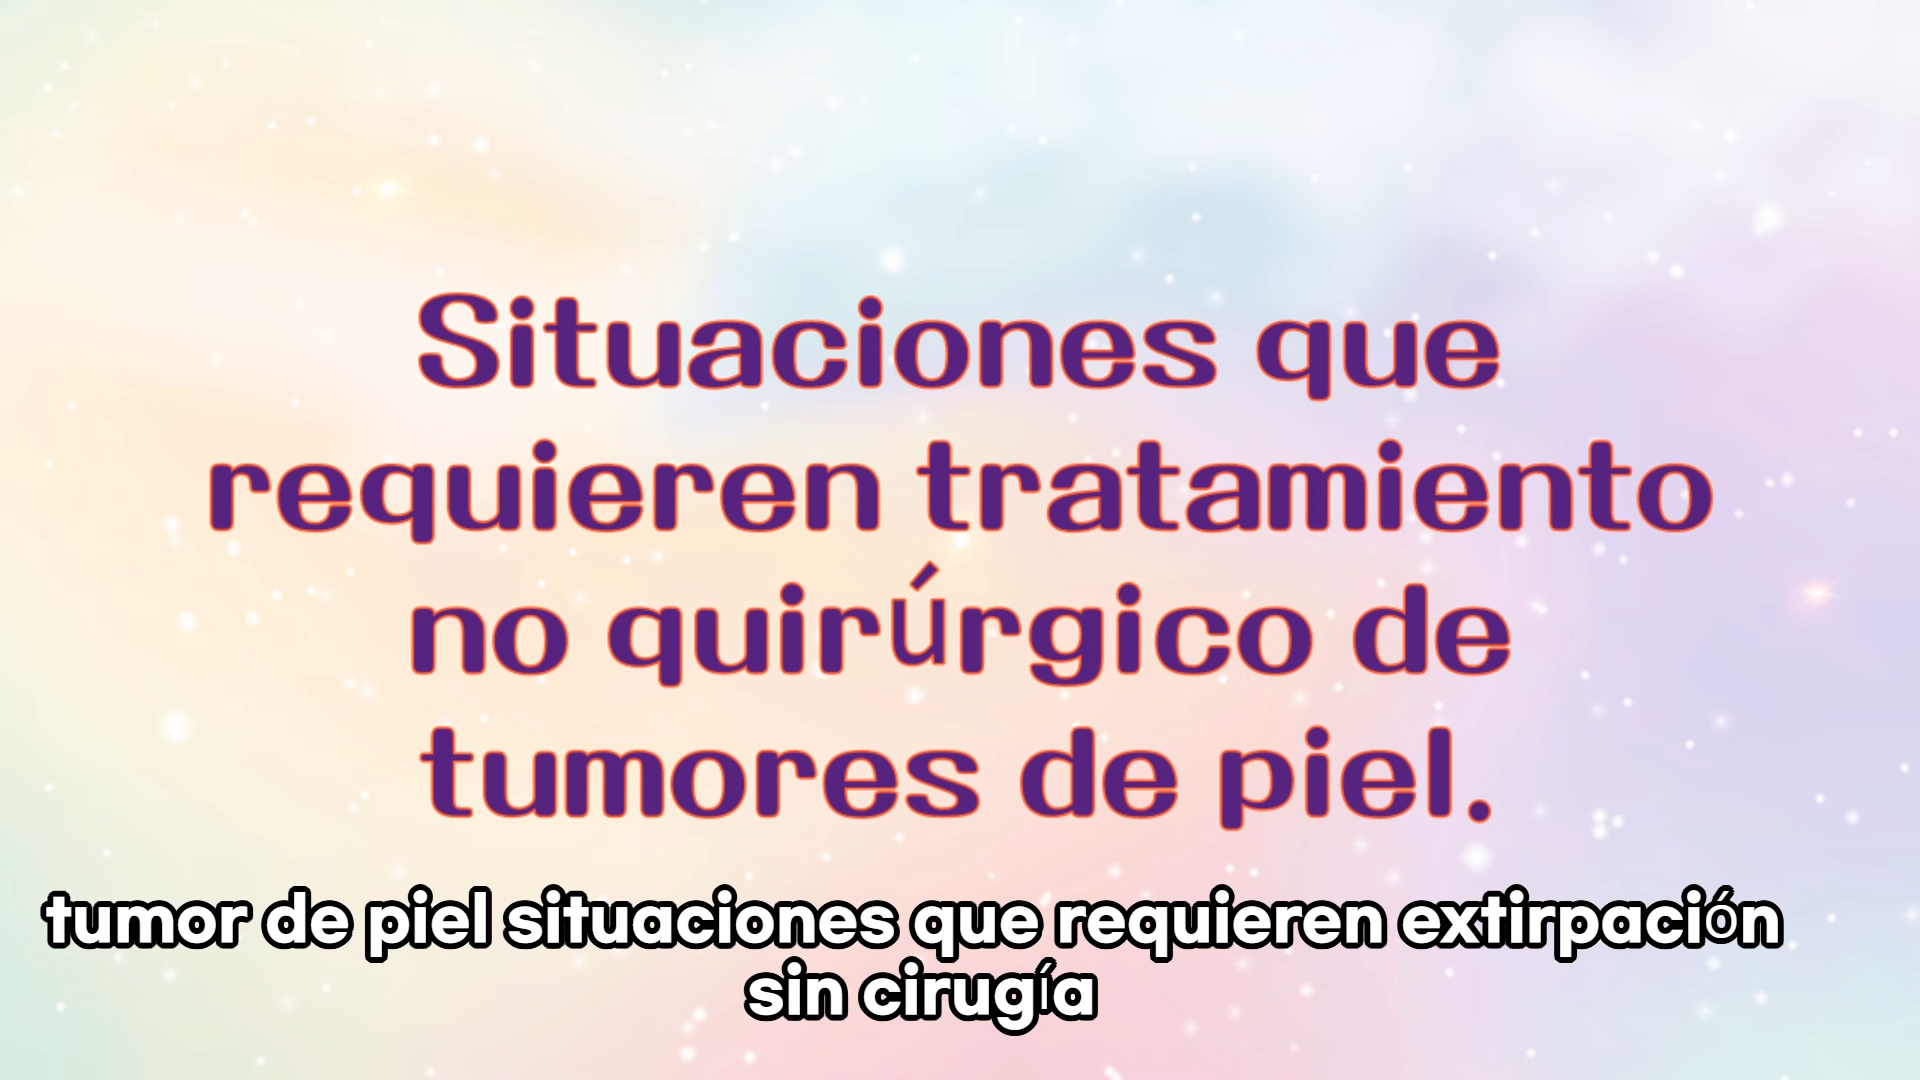 Situaciones que
requieren tratamiento
no quirúrgico de
tumores de piel.
tumor de piel situaciones que requieren extirpación
sin cirugía